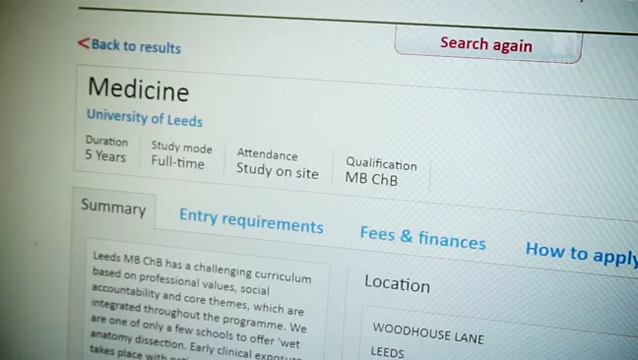 <Back to results
Search again
Medicine
University of Leeds
Duration
5 Years
Study mode
Full-time
Attendance
Study on site
Qualification
MB ChB
Summary
Entry requirements
Fees & finances
How to apply
Leeds MB ChB has a challenging curriculum
based on professional values, social
accountability and core themes, which are
integrated throughout the programme. We
are one of only a few schools to offer 'wet
anatomy dissection. Early clinical exposure
takes place with
Location
WOODHOUSE LANE
LEEDS